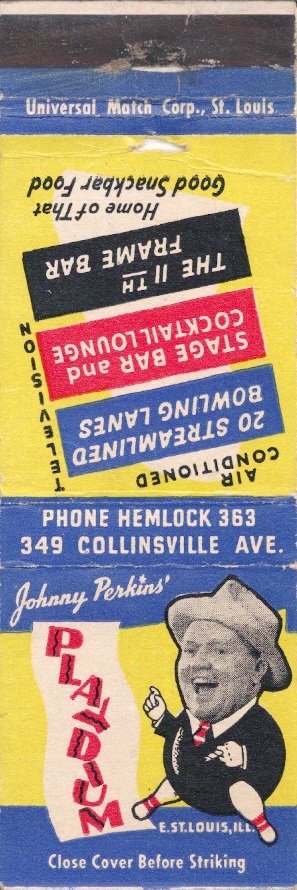 Universal Match Corp., St. Louis
Home of That
Good Snackbar Food
THE 11TH
FRAME BAR
STAGE BAR and
COCKTAIL LOUNGE
20 STREAMLINED
BOWLING LANES
AIR
CONDITIONED
TELEVISION
PHONE HEMLOCK 363
349 COLLINSVILLE AVE.
Johnny Perkins'
PLAYDIUM
E. ST. LOUIS, ILL.
Close Cover Before Striking